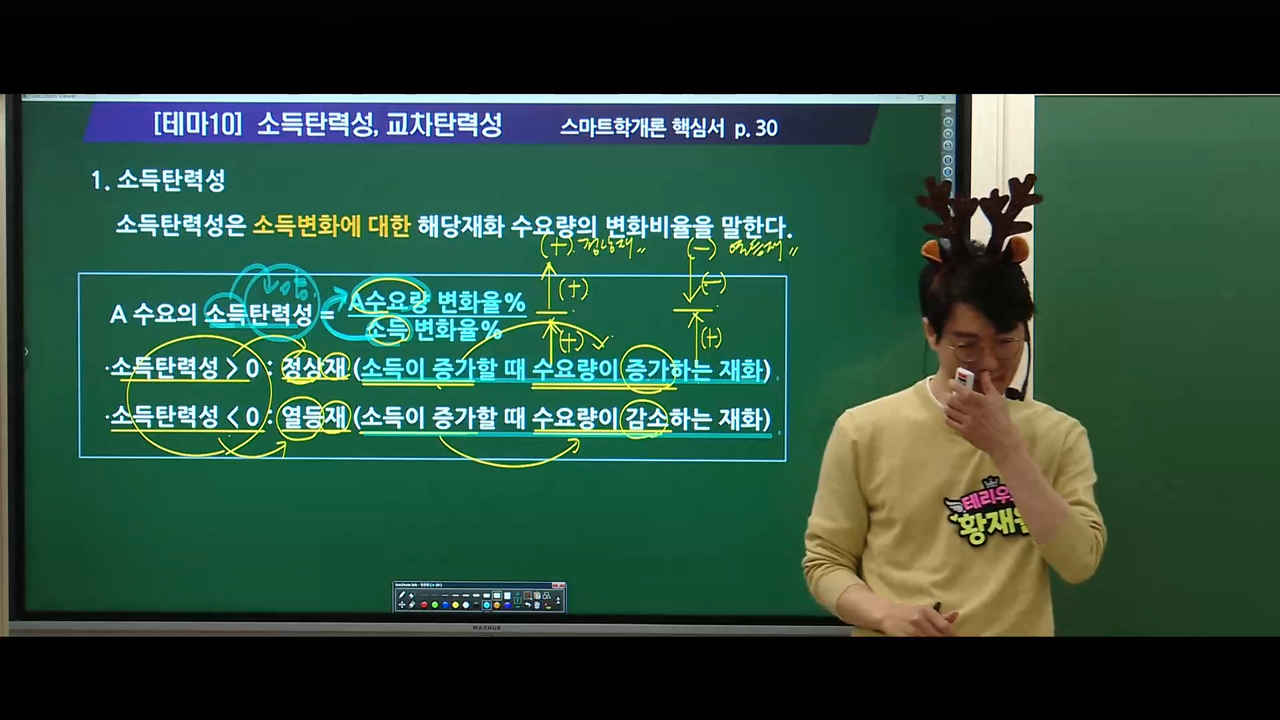 [테마10] 소득탄력성, 교차탄력성 스마트학개론 핵심서 p. 30
1. 소득탄력성
소득탄력성은 소득변화에 대한 해당재화 수요량의 변화비율을 말한다.
(+) 정상재〃 (−) 열등재〃
(+) (−)
A 수요의 소득탄력성 = A수요량 변화율% / 소득 변화율%
(+) (+)
·소득탄력성 > 0 : 정상재 (소득이 증가할 때 수요량이 증가하는 재화)
·소득탄력성 < 0 : 열등재 (소득이 증가할 때 수요량이 감소하는 재화)
테리우스
황재원
MAXHUB